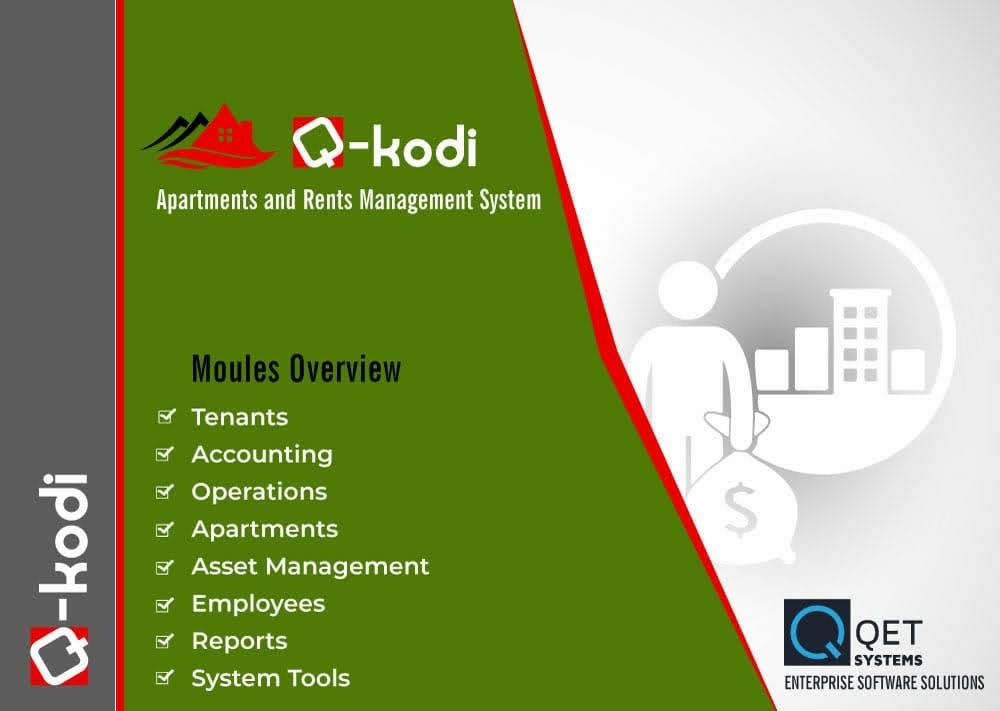 Q-kodi
Apartments and Rents Management System
Moules Overview
Tenants
Accounting
Operations
Apartments
Asset Management
Employees
Reports
System Tools
Q-kodi
$
QET
SYSTEMS
ENTERPRISE SOFTWARE SOLUTIONS